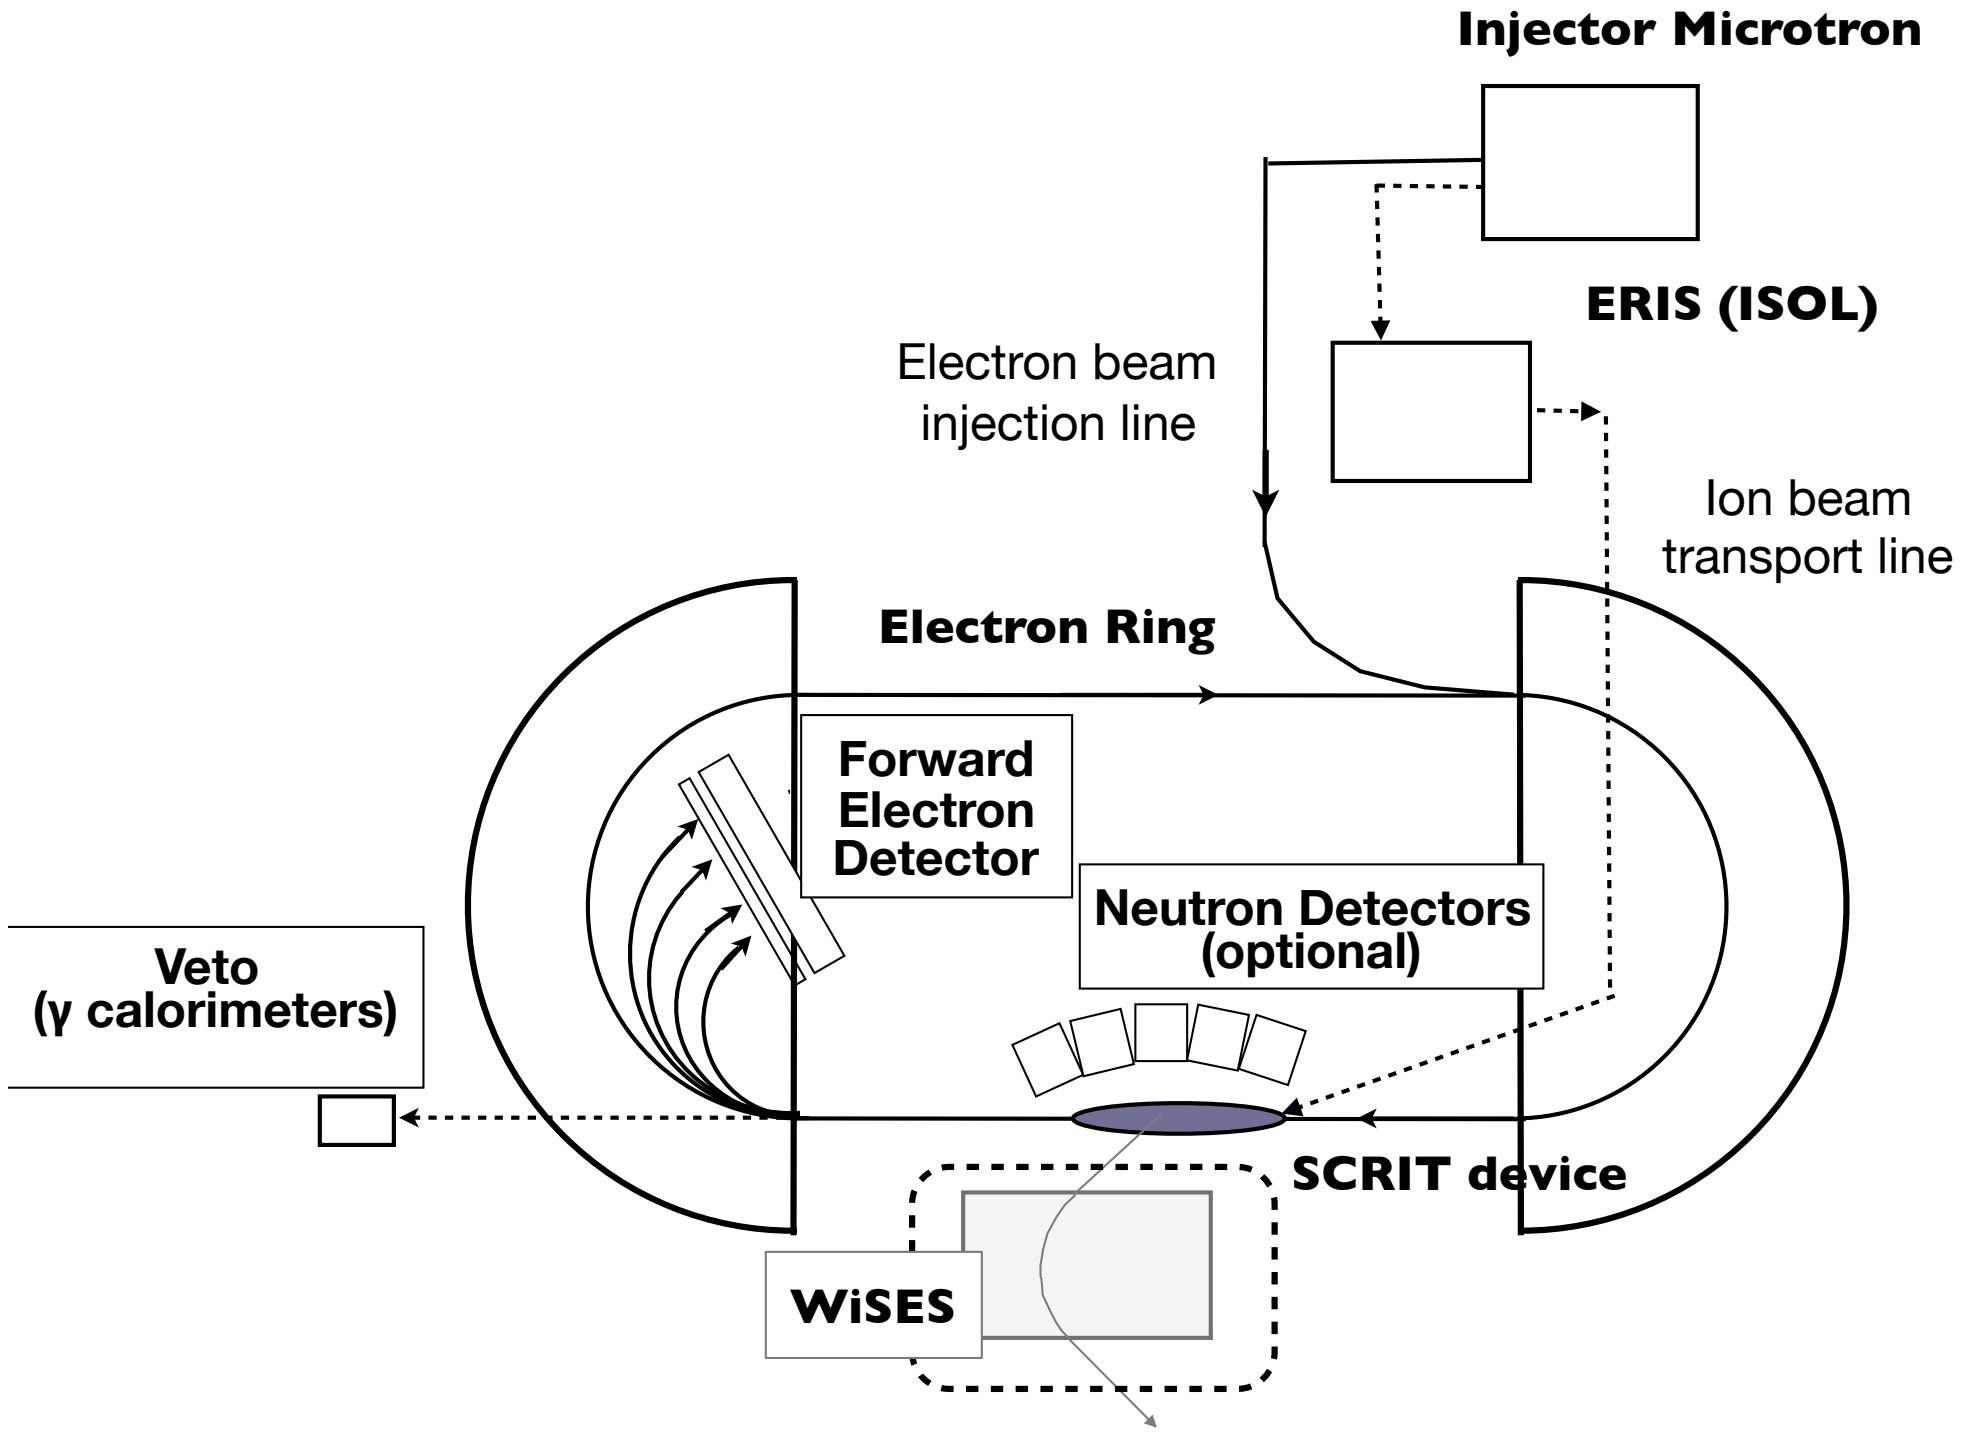 Injector Microtron
ERIS (ISOL)
Electron beam
injection line
Ion beam
transport line
Electron Ring
Forward
Electron
Detector
Neutron Detectors
(optional)
Veto
(γ calorimeters)
SCRIT device
WiSES